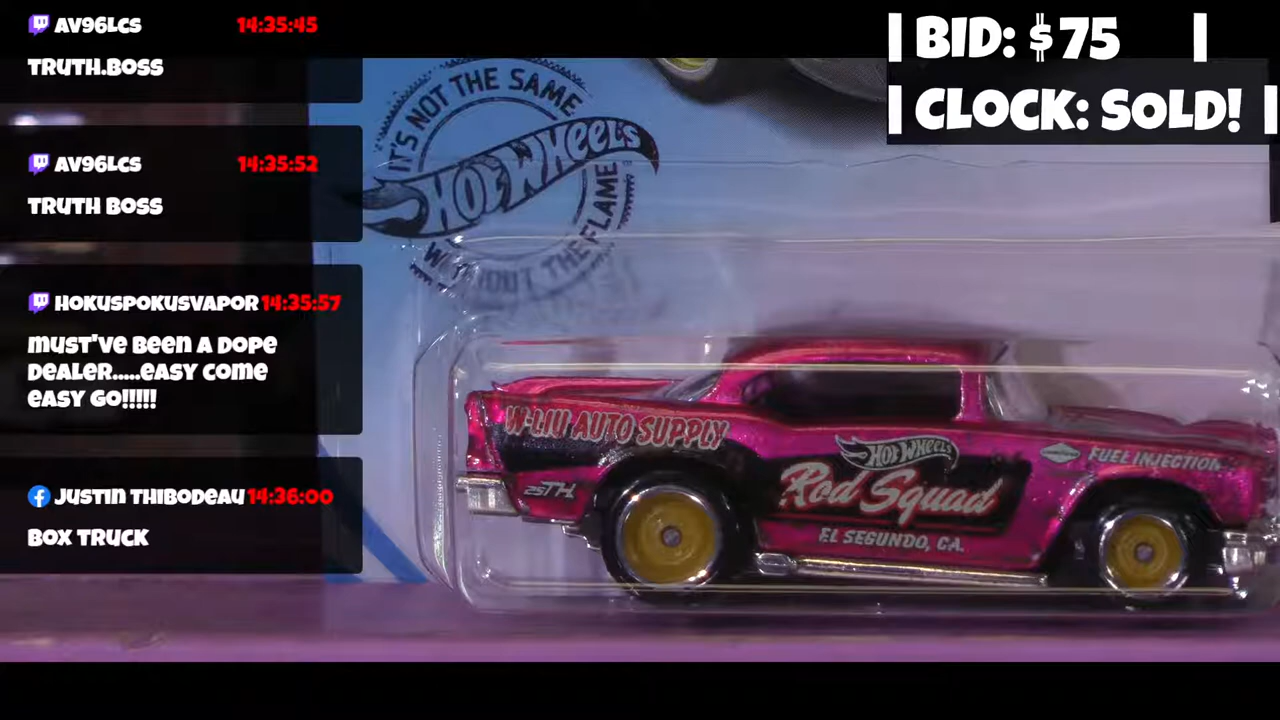 AV96LCS 14:35:45
TRUTH.BOSS
AV96LCS 14:35:52
TRUTH BOSS
HOKUSPOKUSVAPOR 14:35:57
MUST'VE BEEN A DOPE
DEALER.....EASY COME
EASY GO!!!!!
JUSTIN THIBODEAU 14:36:00
BOX TRUCK
| BID: $75 |
| CLOCK: SOLD! |
IT'S NOT THE SAME
HOT WHEELS
WITHOUT THE FLAME
W-LIU AUTO SUPPLY
25TH
HOT WHEELS
Rod Squad
EL SEGUNDO, CA.
FUEL INJECTION